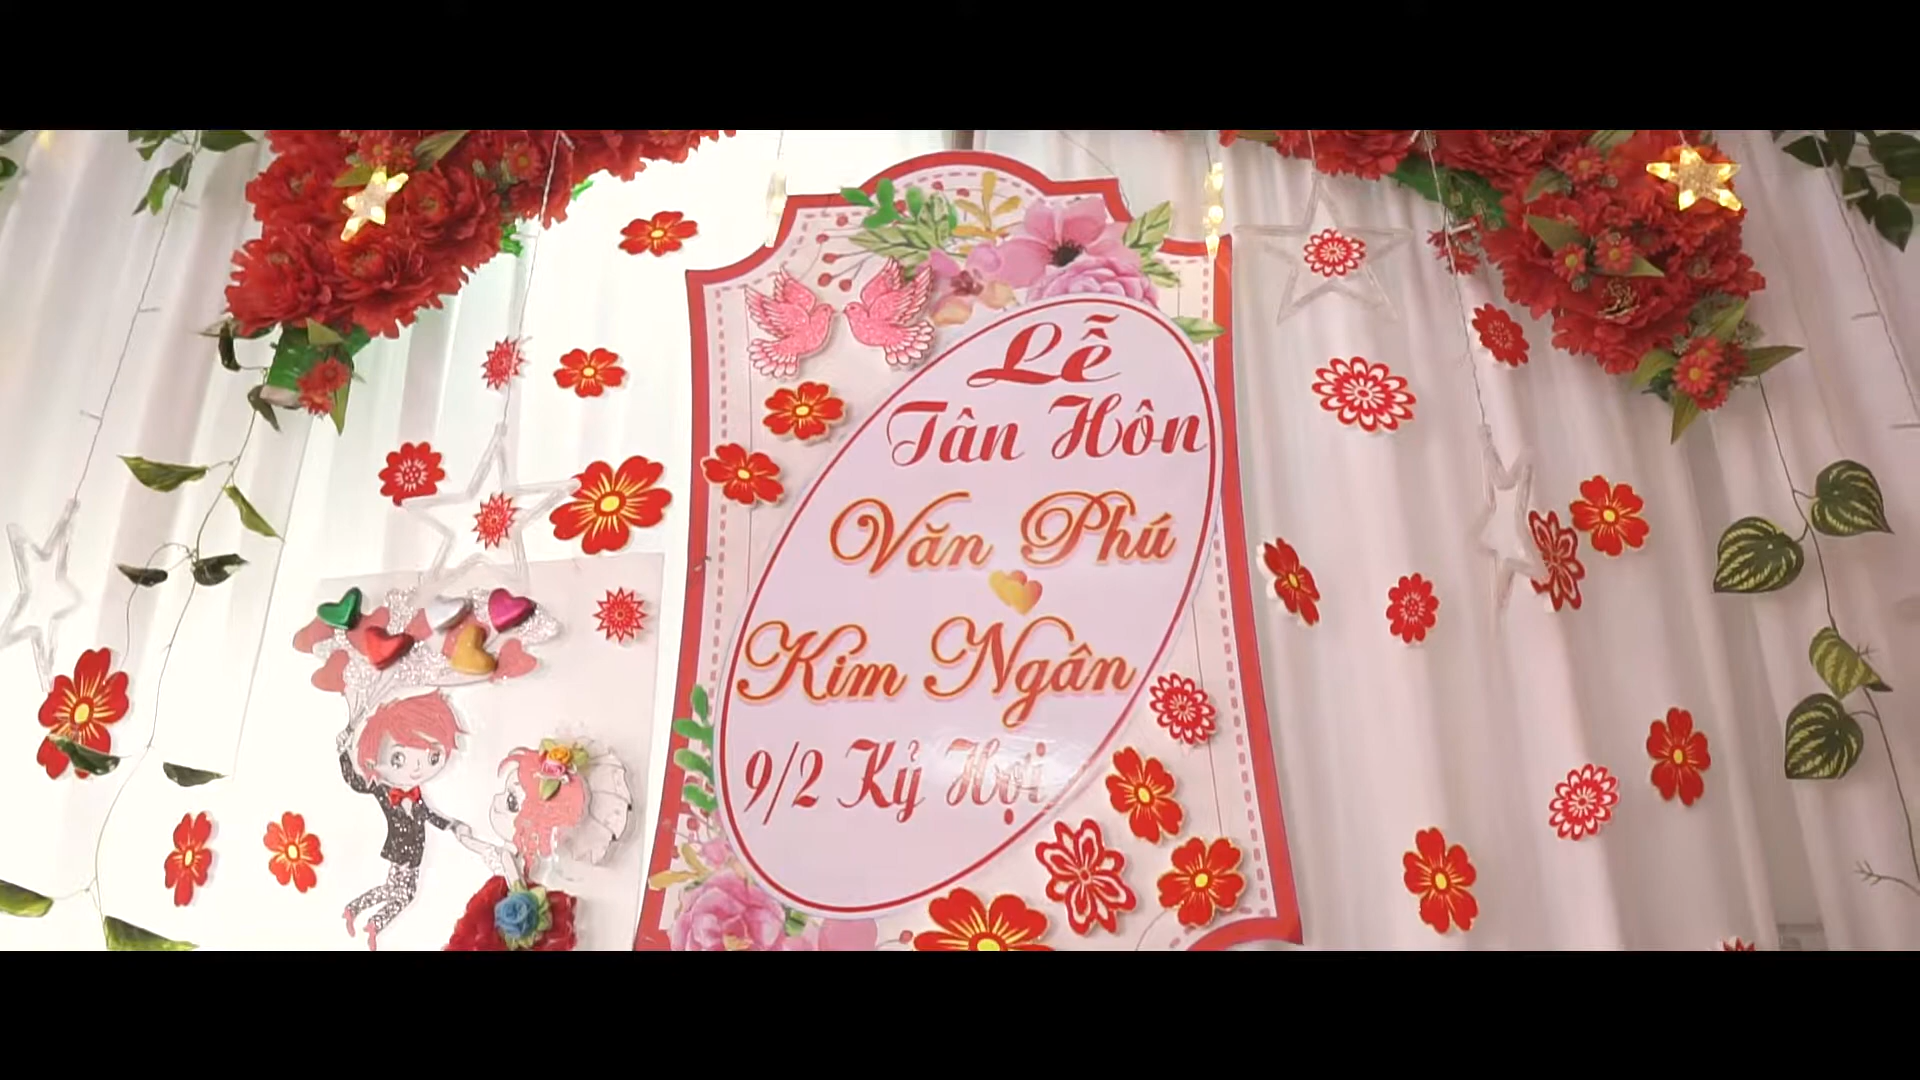 Lễ
Tân Hôn
Văn Phú
Kim Ngân
9/2 Kỷ Hợi